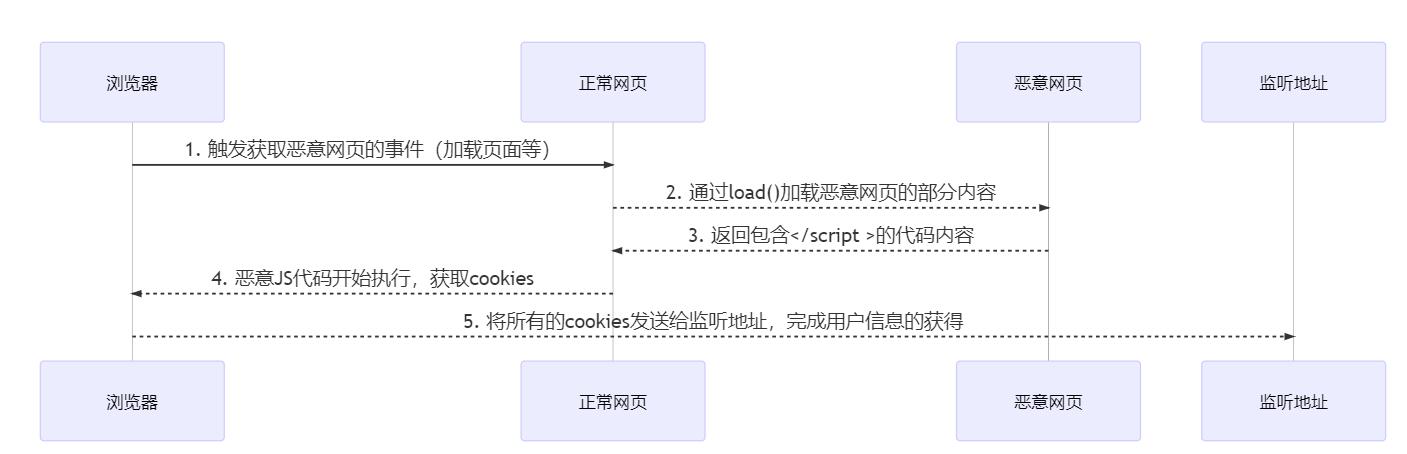 浏览器
正常网页
恶意网页
监听地址
1. 触发获取恶意网页的事件（加载页面等）
2. 通过load()加载恶意网页的部分内容
3. 返回包含</script >的代码内容
4. 恶意JS代码开始执行，获取cookies
5. 将所有的cookies发送给监听地址，完成用户信息的获得
浏览器
正常网页
恶意网页
监听地址